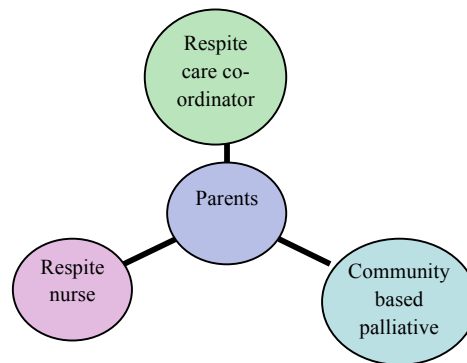 Respite
care co-
ordinator
Parents
Respite
nurse
Community
based
palliative